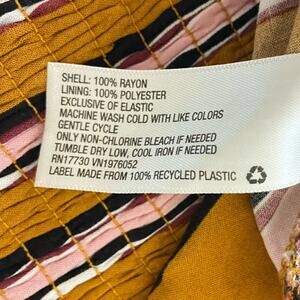 SHELL: 100% RAYON
LINING: 100% POLYESTER
EXCLUSIVE OF ELASTIC
MACHINE WASH COLD WITH LIKE COLORS
GENTLE CYCLE
ONLY NON-CHLORINE BLEACH IF NEEDED
TUMBLE DRY LOW, COOL IRON IF NEEDED
RN17730 VN1976052
LABEL MADE FROM 100% RECYCLED PLASTIC